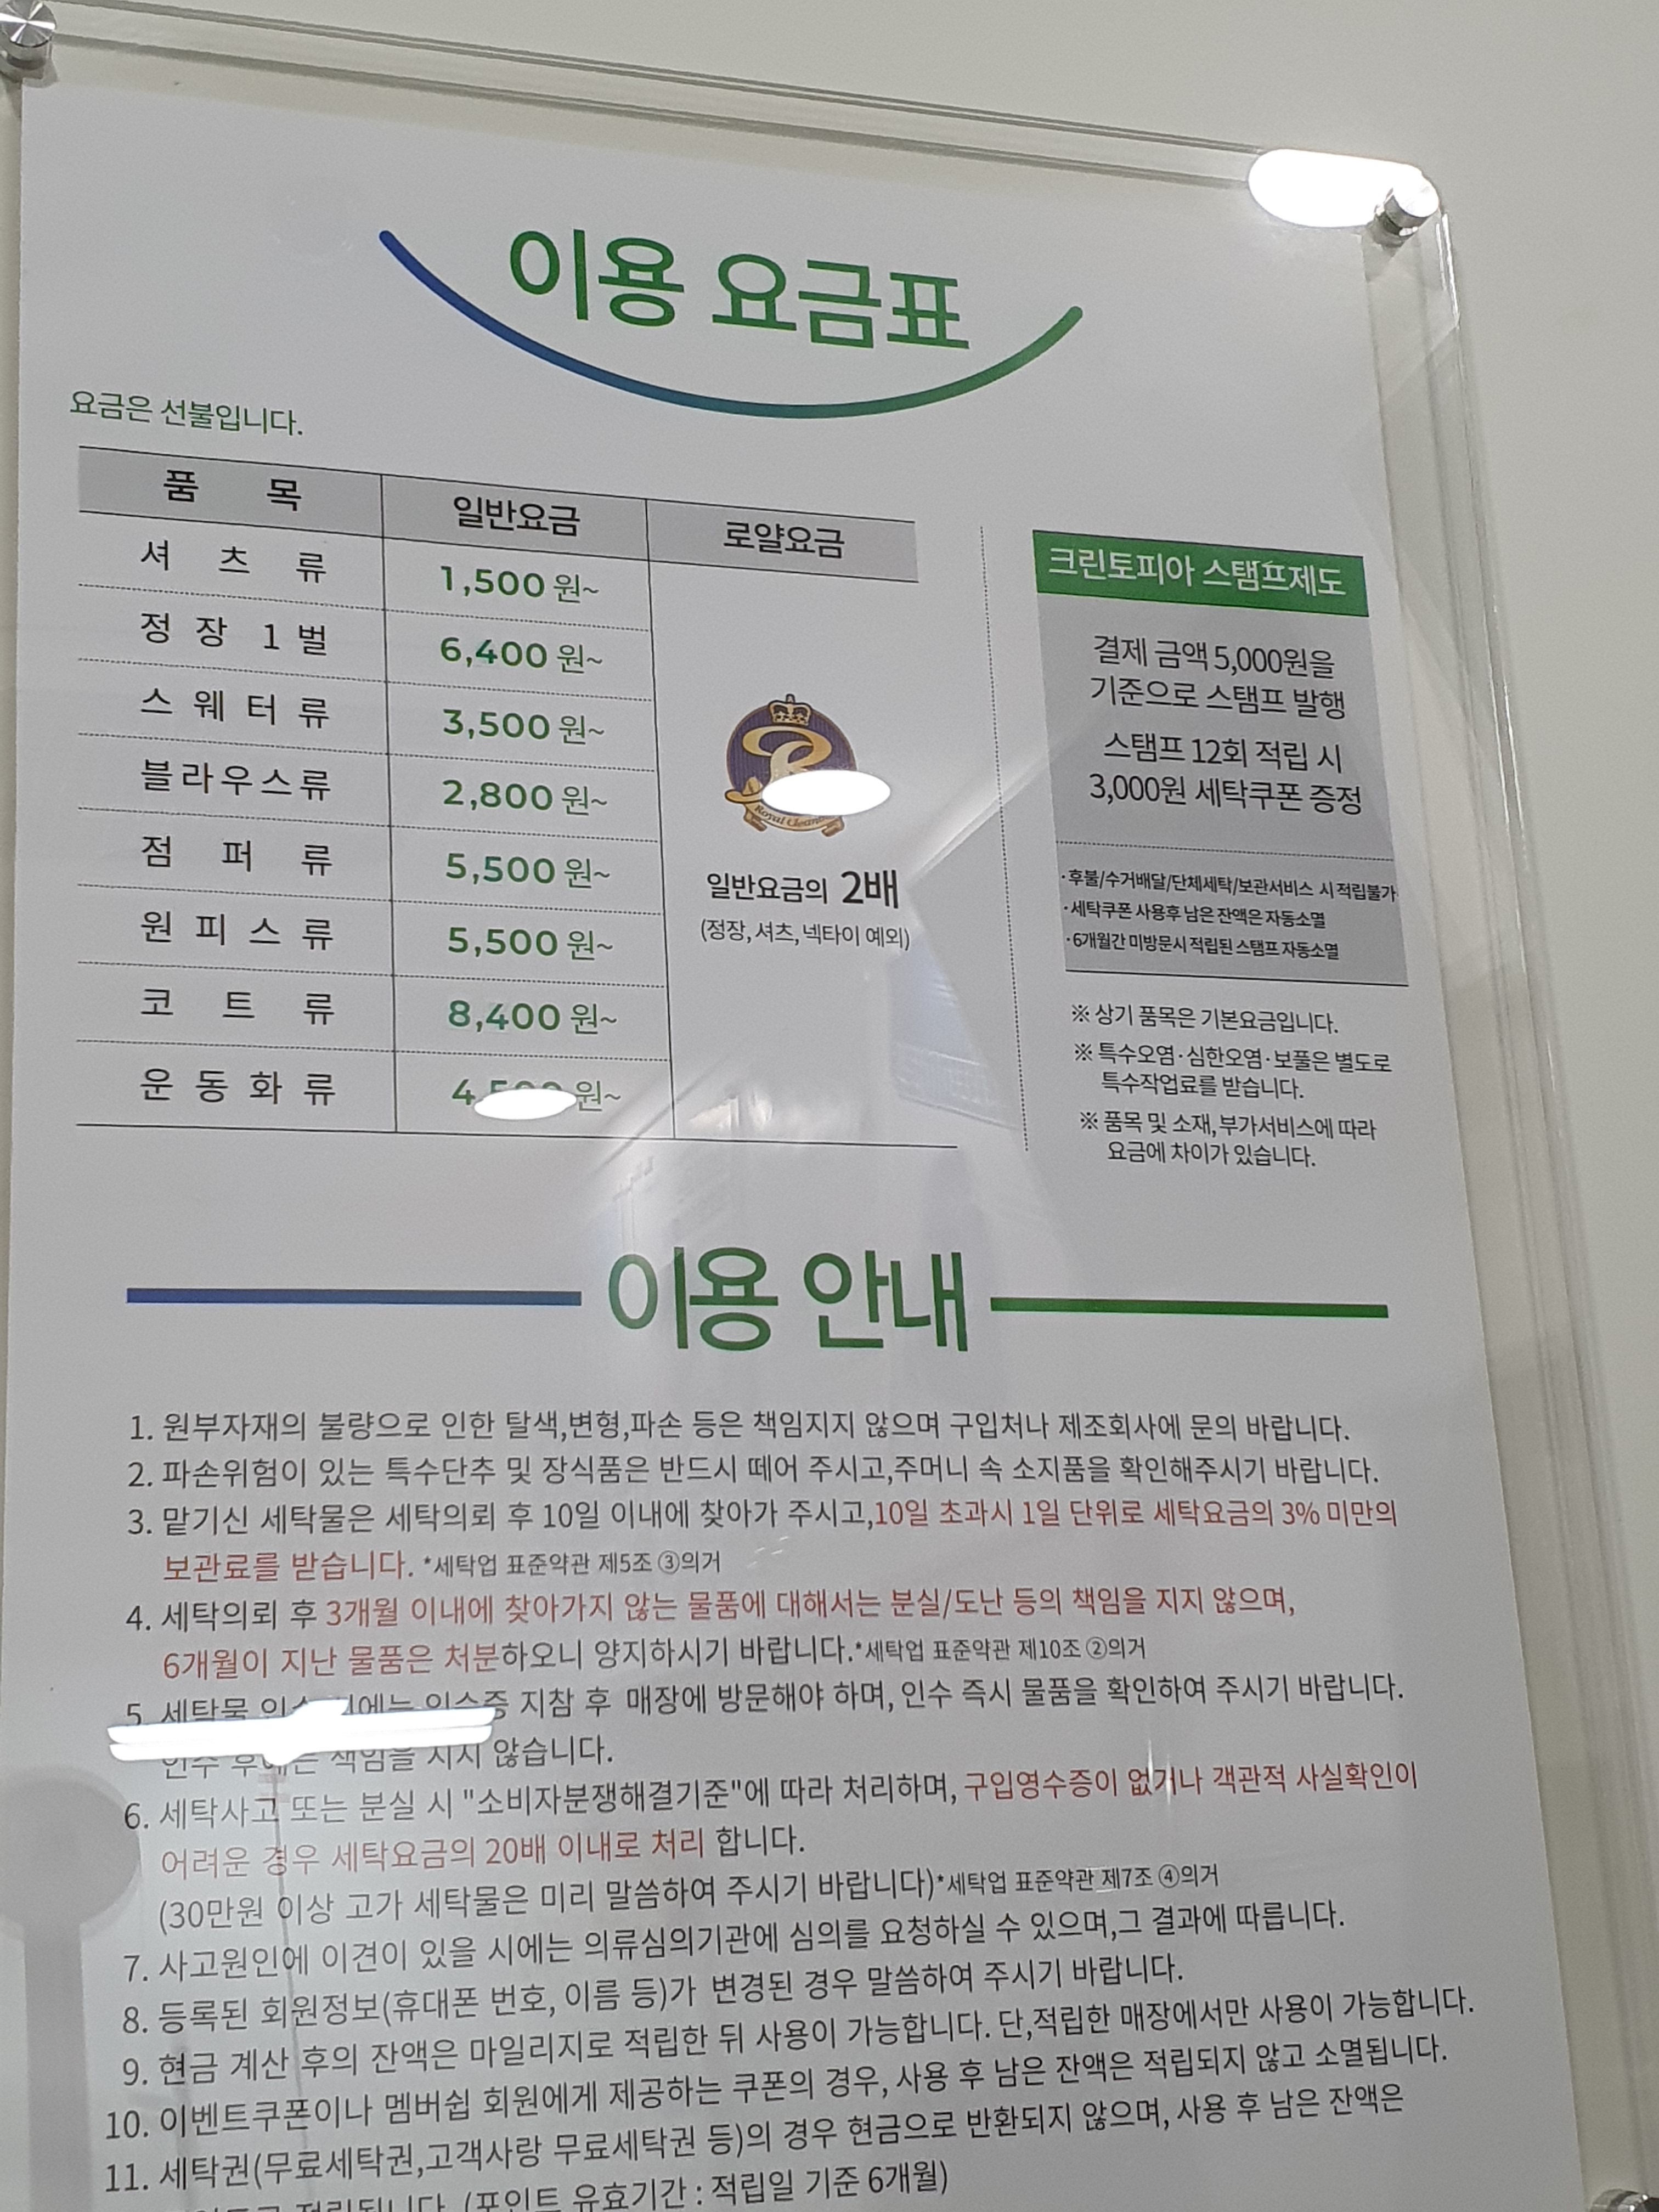 이용 요금표
요금은 선불입니다.
품 목 일반요금 로얄요금
셔 츠 류 1,500 원~
정 장 1 벌 6,400 원~
스 웨 터 류 3,500 원~
블라우스류 2,800 원~
점 퍼 류 5,500 원~
원 피 스 류 5,500 원~
코 트 류 8,400 원~
운 동 화 류 원~
Royal
일반요금의 2배
(정장, 셔츠, 넥타이 예외)
크린토피아 스탬프제도
결제 금액 5,000원을
기준으로 스탬프 발행
스탬프 12회 적립 시
3,000원 세탁쿠폰 증정
·후불/수거배달/단체세탁/보관서비스 시 적립불가
·세탁쿠폰 사용후 남은 잔액은 자동소멸
·6개월간 미방문시 적립된 스탬프 자동소멸
※ 상기 품목은 기본요금입니다.
※ 특수오염·심한오염·보풀은 별도로
특수작업료를 받습니다.
※ 품목 및 소재,부가서비스에 따라
요금에 차이가 있습니다.
이용 안내
1. 원부자재의 불량으로 인한 탈색,변형,파손 등은 책임지지 않으며 구입처나 제조회사에 문의 바랍니다.
2. 파손위험이 있는 특수단추 및 장식품은 반드시 떼어 주시고,주머니 속 소지품을 확인해주시기 바랍니다.
3. 맡기신 세탁물은 세탁의뢰 후 10일 이내에 찾아가 주시고,10일 초과시 1일 단위로 세탁요금의 3% 미만의
보관료를 받습니다. *세탁업 표준약관 제5조 ③의거
4. 세탁의뢰 후 3개월 이내에 찾아가지 않는 물품에 대해서는 분실/도난 등의 책임을 지지 않으며,
6개월이 지난 물품은 처분하오니 양지하시기 바랍니다.*세탁업 표준약관 제10조 ②의거
5. 세탁물 인수증 지참 후 매장에 방문해야 하며, 인수 즉시 물품을 확인하여 주시기 바랍니다.
책임을 지지 않습니다.
6. 세탁사고 또는 분실 시 "소비자분쟁해결기준"에 따라 처리하며, 구입영수증이 없거나 객관적 사실확인이
어려운 경우 세탁요금의 20배 이내로 처리 합니다.
(30만원 이상 고가 세탁물은 미리 말씀하여 주시기 바랍니다)*세탁업 표준약관 제7조 ④의거
7. 사고원인에 이견이 있을 시에는 의류심의기관에 심의를 요청하실 수 있으며,그 결과에 따릅니다.
8. 등록된 회원정보(휴대폰 번호, 이름 등)가 변경된 경우 말씀하여 주시기 바랍니다.
9. 현금 계산 후의 잔액은 마일리지로 적립한 뒤 사용이 가능합니다. 단,적립한 매장에서만 사용이 가능합니다.
10. 이벤트쿠폰이나 멤버쉽 회원에게 제공하는 쿠폰의 경우, 사용 후 남은 잔액은 적립되지 않고 소멸됩니다.
11. 세탁권(무료세탁권,고객사랑 무료세탁권 등)의 경우 현금으로 반환되지 않으며, 사용 후 남은 잔액은
적립됩니다. (포인트 유효기간 : 적립일 기준 6개월)